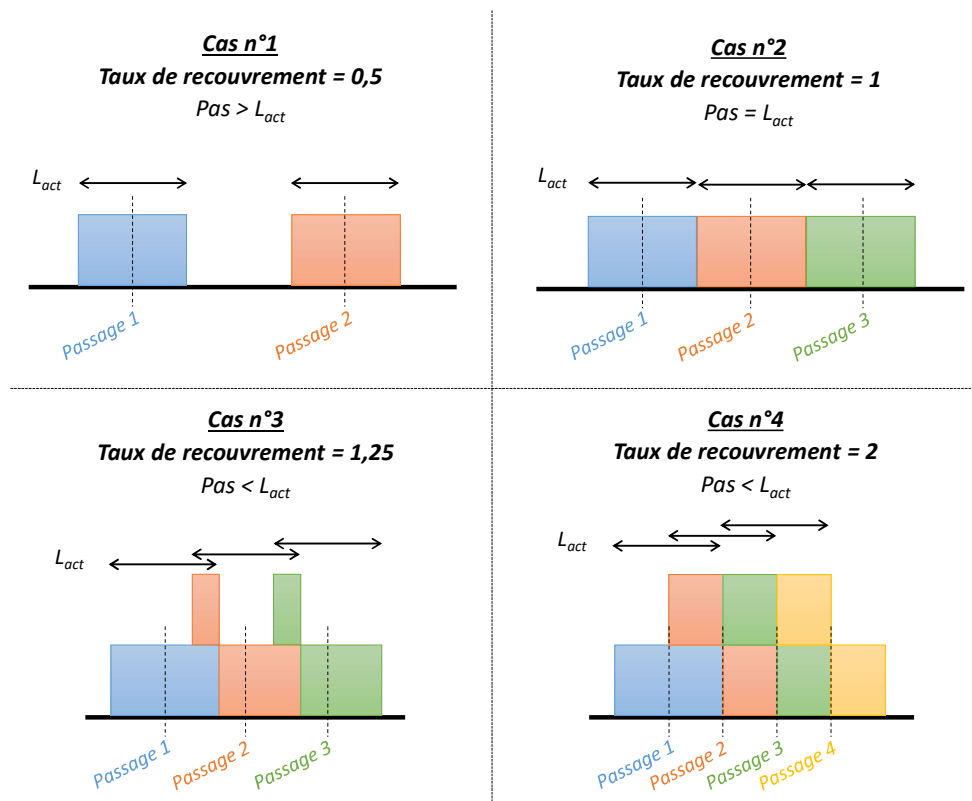 Cas n°1
Taux de recouvrement = 0,5
Pas > Lact
Lact
Passage 1
Passage 2
Cas n°2
Taux de recouvrement = 1
Pas = Lact
Lact
Passage 1
Passage 2
Passage 3
Cas n°3
Taux de recouvrement = 1,25
Pas < Lact
Lact
Passage 1
Passage 2
Passage 3
Cas n°4
Taux de recouvrement = 2
Pas < Lact
Lact
Passage 1
Passage 2
Passage 3
Passage 4